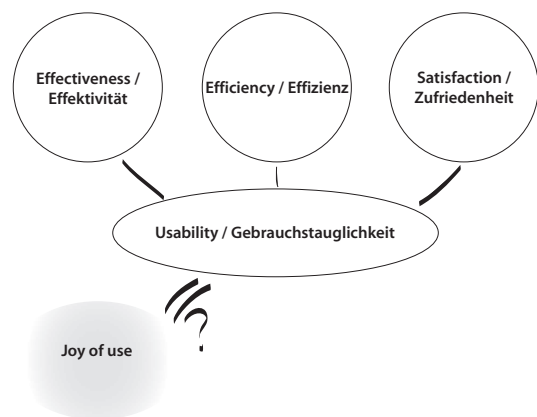 Effectiveness /
Effektivität
Efficiency / Effizienz
Satisfaction /
Zufriedenheit
Usability / Gebrauchstauglichkeit
?
Joy of use